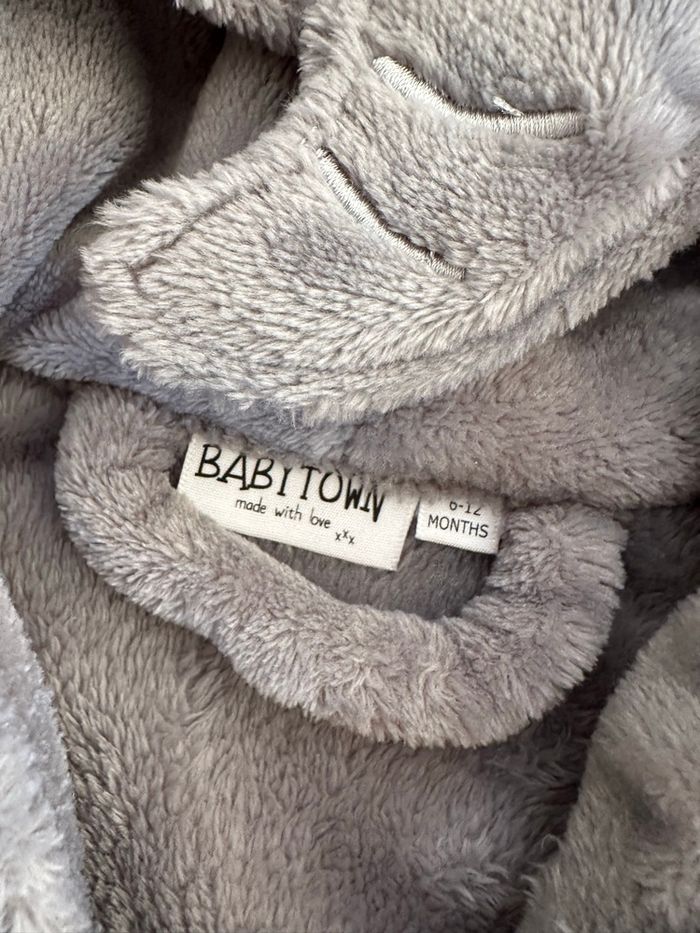 BABYTOWN
made with love
xxx
6-12
MONTHS